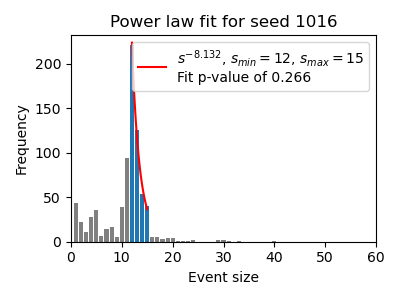 Power law fit for seed 1016
s^{-8.132}, s_{min} = 12, s_{max} = 15
Fit p-value of 0.266
Frequency
200
150
100
50
0
0 10 20 30 40 50 60
Event size